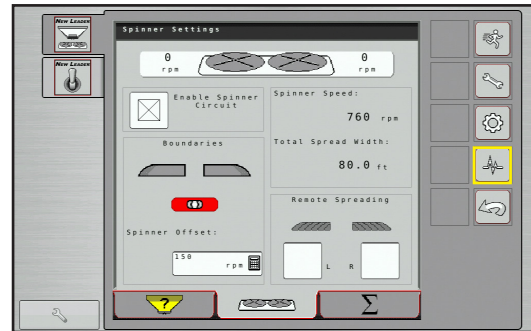 New Leader
Spinner Settings
0
rpm
0
rpm
New Leader
Enable Spinner
Circuit
Spinner Speed:
760 rpm
Boundaries
Total Spread Width:
80.0 ft
Remote Spreading
Spinner Offset:
150
rpm
L R
?
Σ